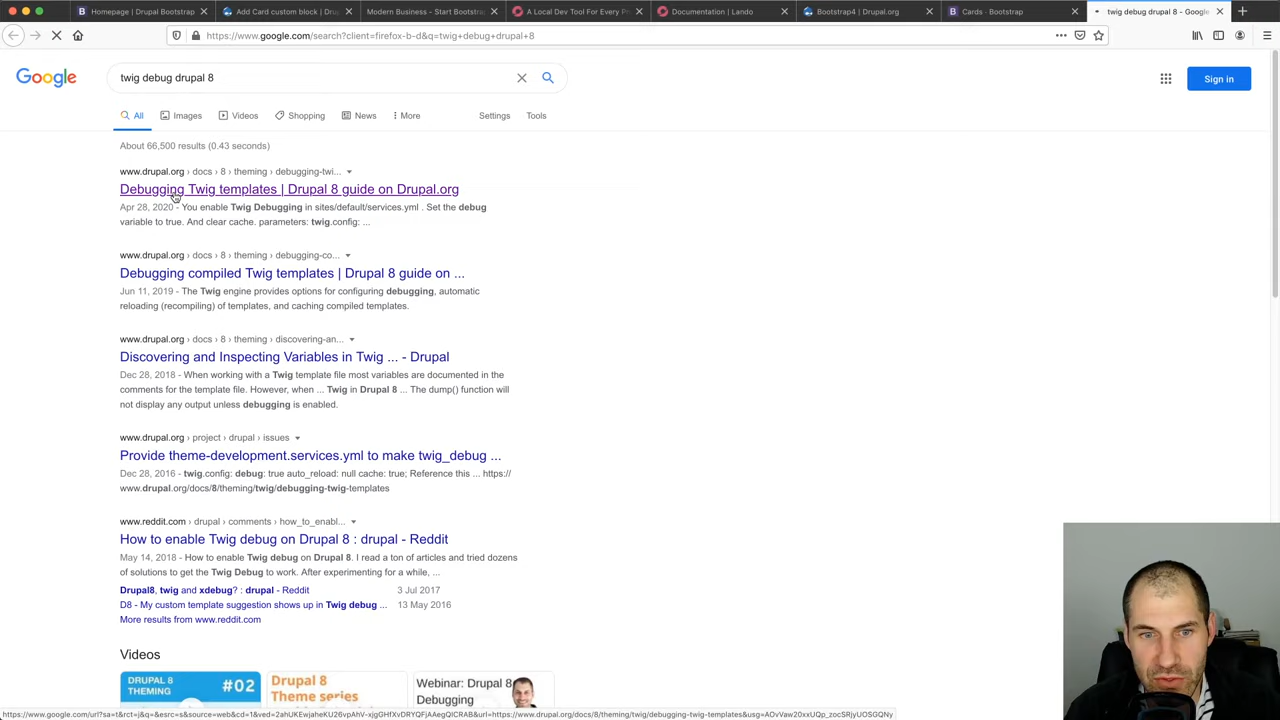 Homepage | Drupal Bootstrap
Add Card custom block | Dru
Modern Business - Start Bootstra
A Local Dev Tool For Every P
Documentation | Lando
Bootstrap4 | Drupal.org
Cards · Bootstrap
twig debug drupal 8 - Google
https://www.google.com/search?client=firefox-b-d&q=twig+debug+drupal+8
Google
twig debug drupal 8
Sign in
All
Images
Videos
Shopping
News
More
Settings
Tools
About 66,500 results (0.43 seconds)
www.drupal.org › docs › 8 › theming › debugging-twi...
Debugging Twig templates | Drupal 8 guide on Drupal.org
Apr 28, 2020 - You enable Twig Debugging in sites/default/services.yml . Set the debug
variable to true. And clear cache. parameters: twig.config: ...
www.drupal.org › docs › 8 › theming › debugging-co...
Debugging compiled Twig templates | Drupal 8 guide on ...
Jun 11, 2019 - The Twig engine provides options for configuring debugging, automatic
reloading (recompiling) of templates, and caching compiled templates.
www.drupal.org › docs › 8 › theming › discovering-an...
Discovering and Inspecting Variables in Twig ... - Drupal
Dec 28, 2018 - When working with a Twig template file most variables are documented in the
comments for the template file. However, when ... Twig in Drupal 8 ... The dump() function will
not display any output unless debugging is enabled.
www.drupal.org › project › drupal › issues
Provide theme-development.services.yml to make twig_debug ...
Dec 28, 2016 - twig.config: debug: true auto_reload: null cache: true; Reference this ... https://
www.drupal.org/docs/8/theming/twig/debugging-twig-templates
www.reddit.com › drupal › comments › how_to_enabl...
How to enable Twig debug on Drupal 8 : drupal - Reddit
May 14, 2018 - How to enable Twig debug on Drupal 8. I read a ton of articles and tried dozens
of solutions to get the Twig Debug to work. After experimenting for a while, ...
Drupal8, twig and xdebug? : drupal - Reddit 3 Jul 2017
D8 - My custom template suggestion shows up in Twig debug ... 13 May 2016
More results from www.reddit.com
Videos
DRUPAL 8
THEMING
#02
Drupal 8
Theme series
Webinar: Drupal 8
Debugging